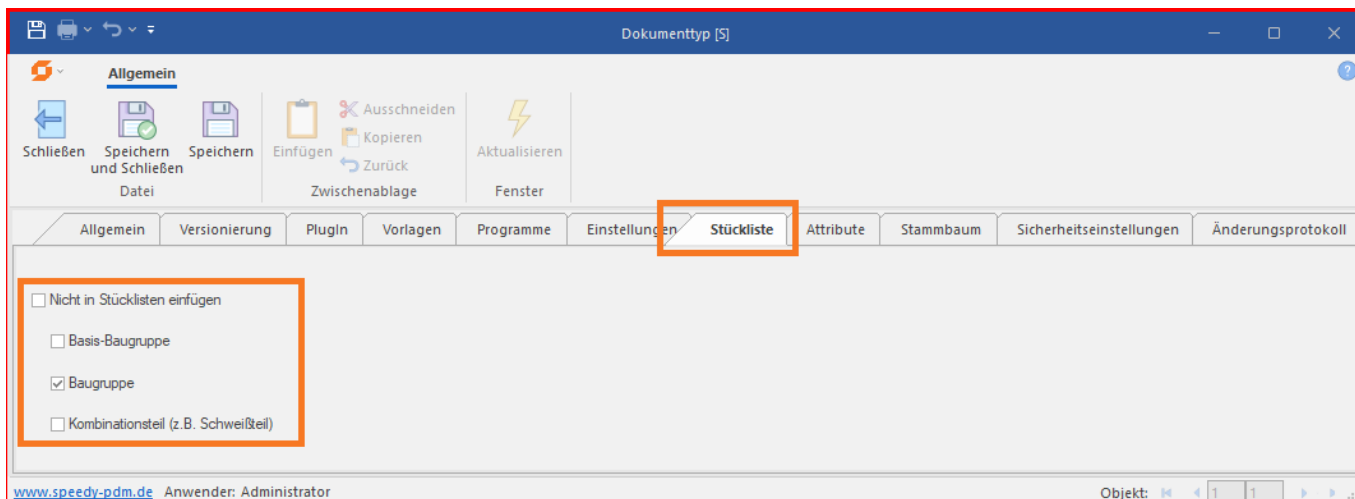 Dokumenttyp [S]
Allgemein
Schließen
Speichern und Schließen
Speichern
Einfügen
Ausschneiden
Kopieren
Zurück
Aktualisieren
Datei
Zwischenablage
Fenster
Allgemein Versionierung PlugIn Vorlagen Programme Einstellungen Stückliste Attribute Stammbaum Sicherheitseinstellungen Änderungsprotokoll
Nicht in Stücklisten einfügen
Basis-Baugruppe
Baugruppe
Kombinationsteil (z.B. Schweißteil)
www.speedy-pdm.de Anwender: Administrator Objekt: 1 1